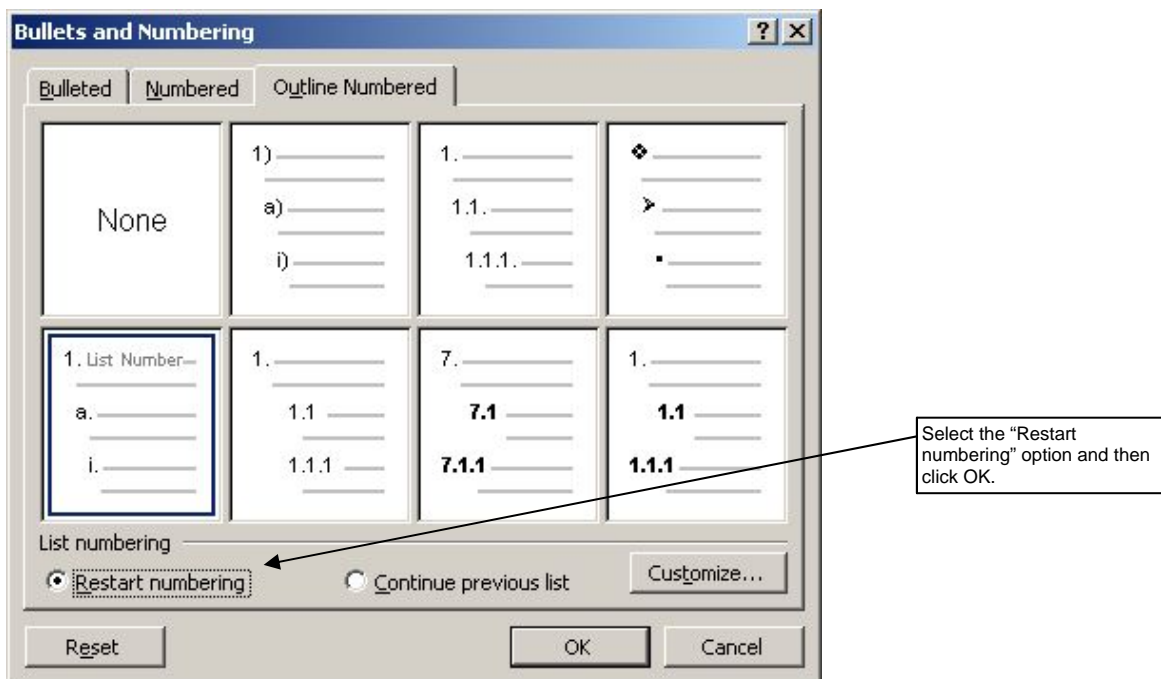 Bullets and Numbering
Bulleted Numbered Outline Numbered
None
1)
a)
i)
1.
1.1.
1.1.1.
1. List Number
a.
i.
1.
1.1
1.1.1
7.
7.1
7.1.1
1.
1.1
1.1.1
Select the “Restart
numbering” option and then
click OK.
List numbering
Restart numbering Continue previous list Customize...
Reset OK Cancel